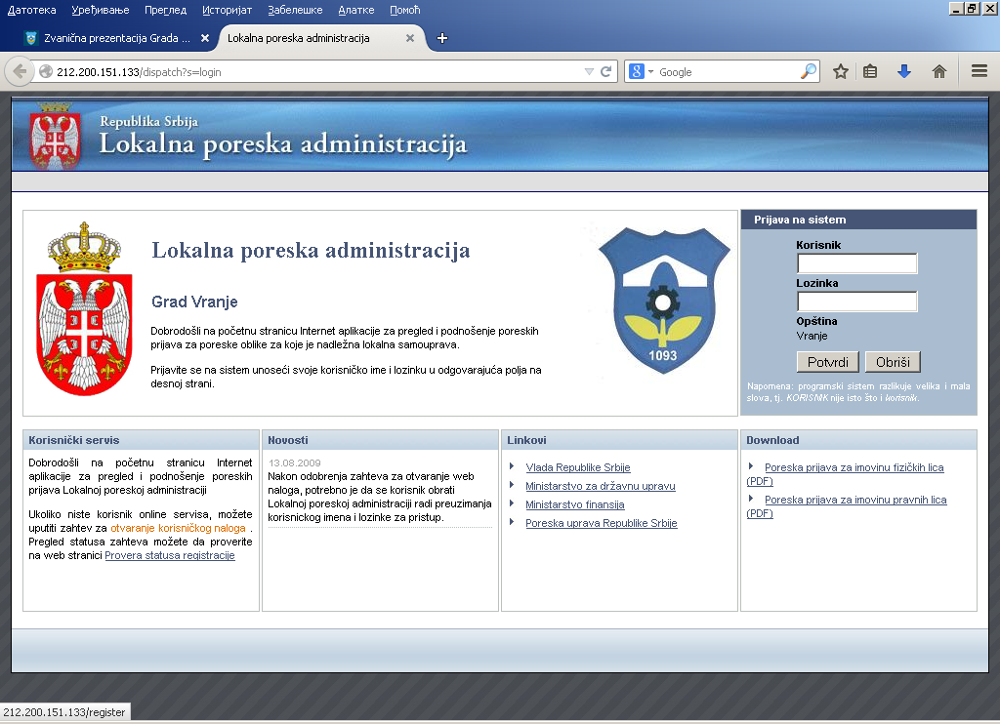 Датотека Уређивање Преглед Историјат Забелешке Алатке Помоћ
Zvanična prezentacija Grada ...
Lokalna poreska administracija
212.200.151.133/dispatch?s=login
Google
Republika Srbija
Lokalna poreska administracija
Lokalna poreska administracija
Grad Vranje
Dobrodošli na početnu stranicu Internet aplikacije za pregled i podnošenje poreskih
prijava za poreske oblike za koje je nadležna lokalna samouprava.
Prijavite se na sistem unoseći svoje korisničko ime i lozinku u odgovarajuća polja na
desnoj strani.
1093
Prijava na sistem
Korisnik
Lozinka
Opština
Vranje
Potvrdi Obriši
Napomena: programski sistem razlikuje velika i mala
slova, tj. KORISNIK nije isto što i korisnik.
Korisnički servis
Dobrodošli na početnu stranicu Internet
aplikacije za pregled i podnošenje poreskih
prijava Lokalnoj poreskoj administraciji
Ukoliko niste korisnik online servisa, možete
uputiti zahtev za otvaranje korisničkog naloga .
Pregled statusa zahteva možete da proverite
na web stranici Provera statusa registracije
Novosti
13.08.2009
Nakon odobrenja zahteva za otvaranje web
naloga, potrebno je da se korisnik obrati
Lokalnoj poreskoj administraciji radi preuzimanja
korisnickog imena i lozinke za pristup.
Linkovi
Vlada Republike Srbije
Ministarstvo za državnu upravu
Ministarstvo finansija
Poreska uprava Republike Srbije
Download
Poreska prijava za imovinu fizičkih lica
(PDF)
Poreska prijava za imovinu pravnih lica
(PDF)
212.200.151.133/register